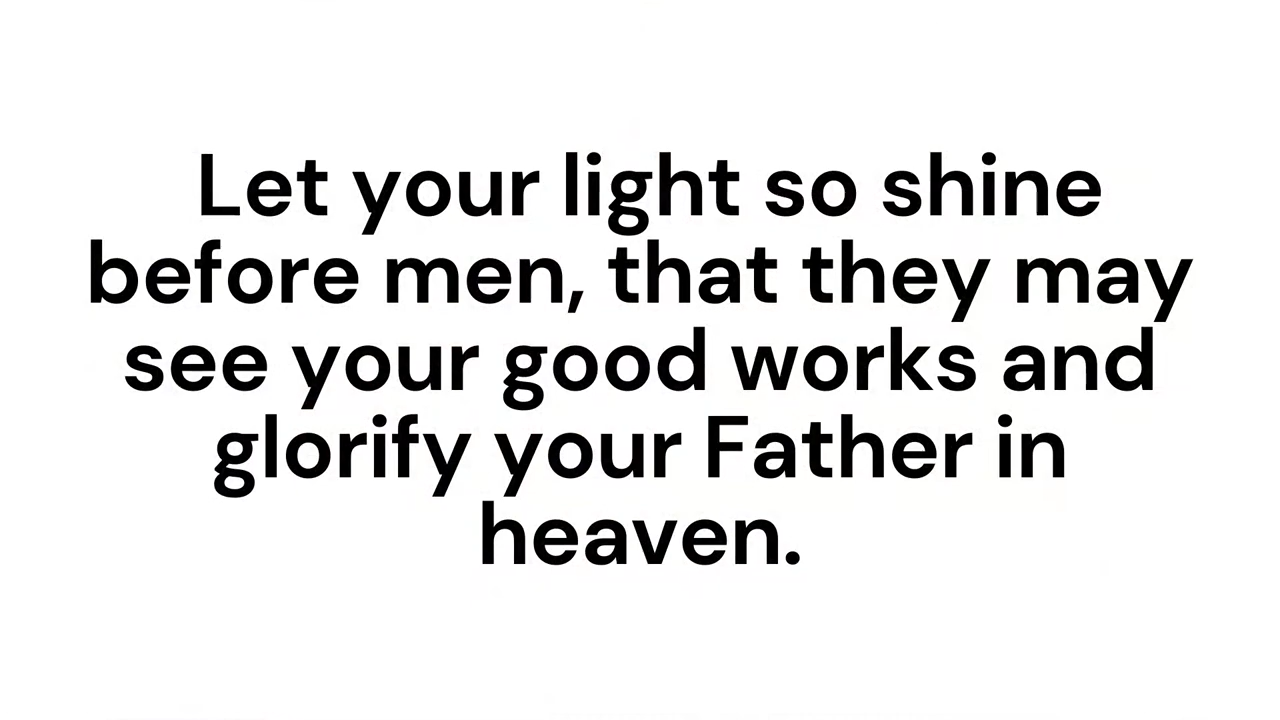 Let your light so shine
before men, that they may
see your good works and
glorify your Father in
heaven.